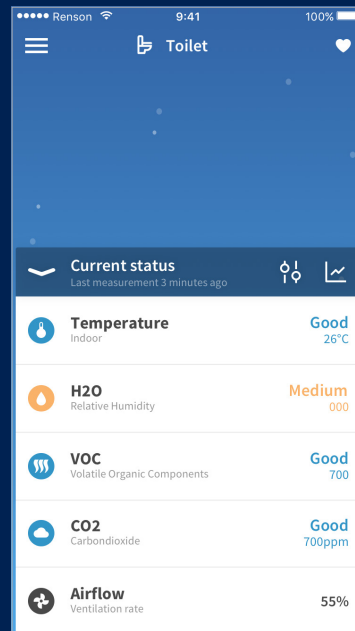 Renson 9:41 100%
Toilet
Current status
Last measurement 3 minutes ago
Temperature Good
Indoor 26°C
H2O Medium
Relative Humidity 000
VOC Good
Volatile Organic Components 700
CO2 Good
Carbondioxide 700ppm
Airflow 55%
Ventilation rate